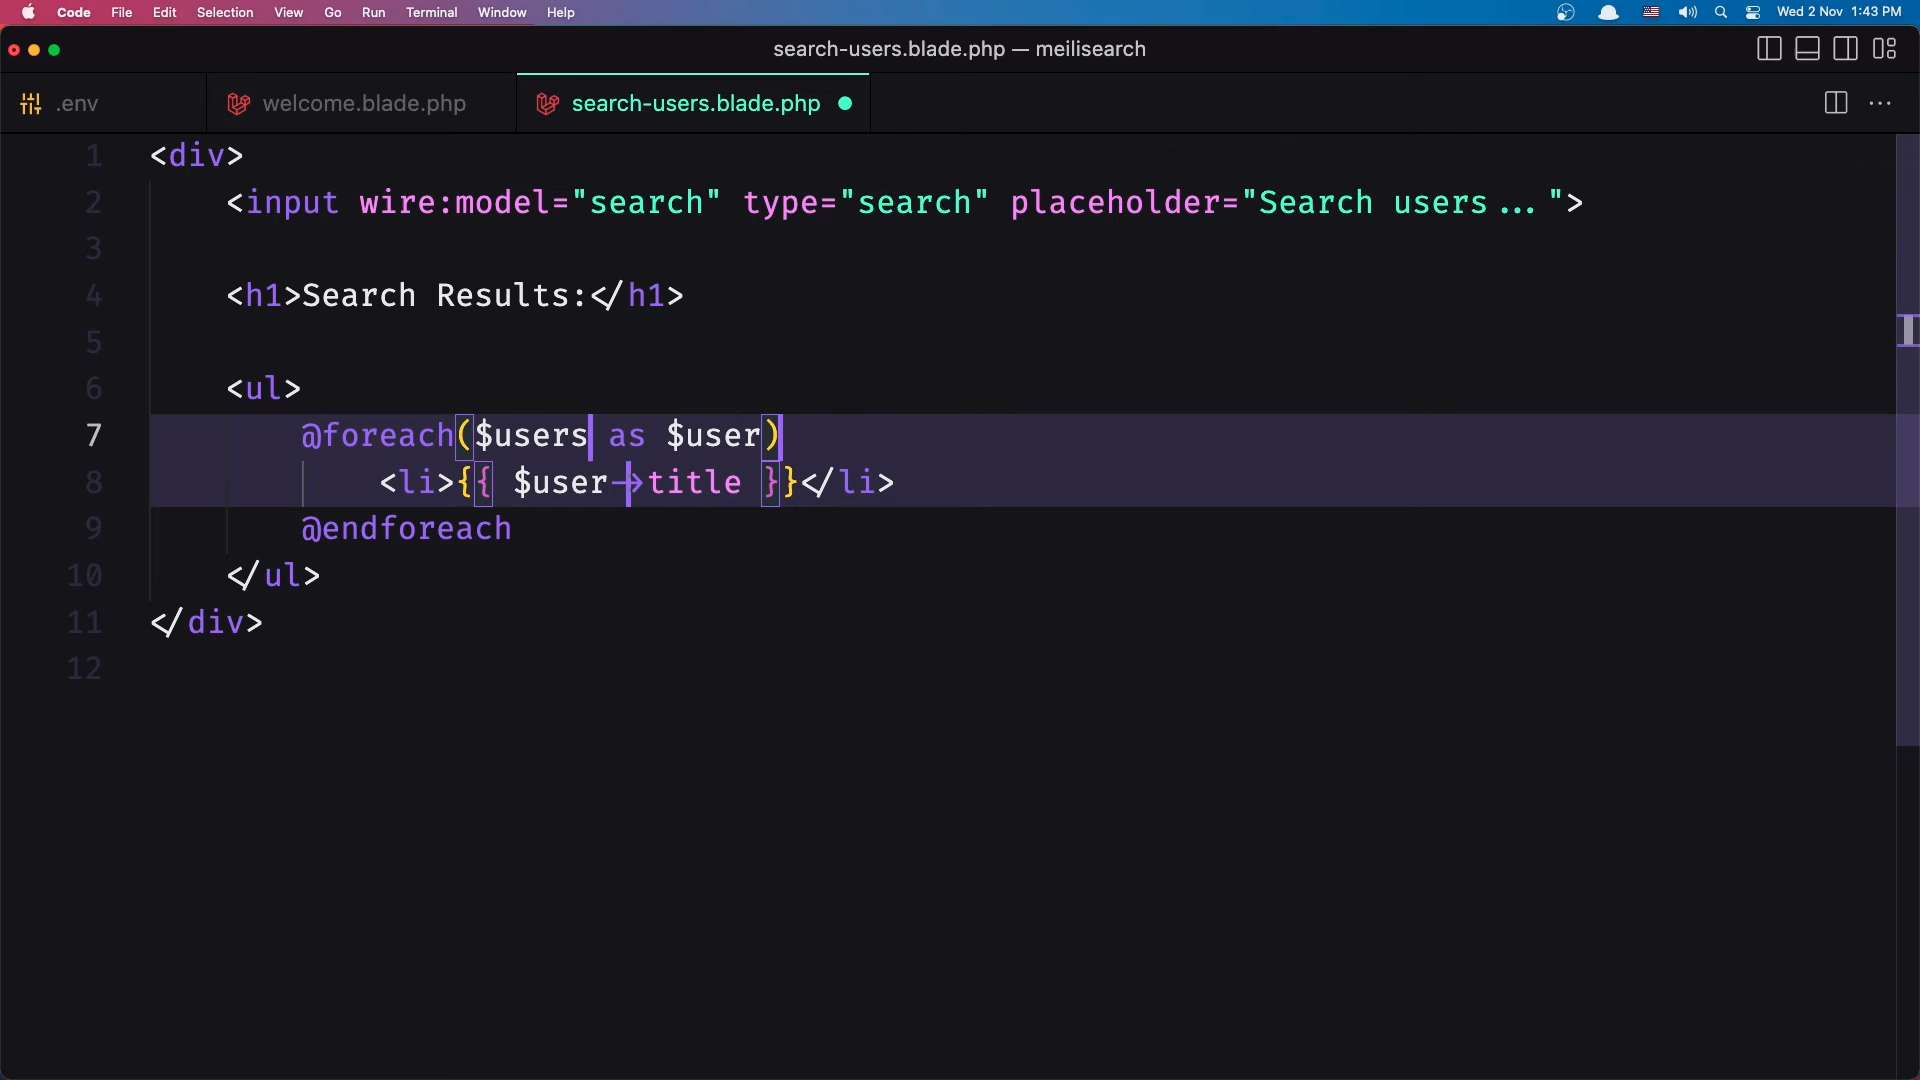 Code File Edit Selection View Go Run Terminal Window Help Wed 2 Nov 1:43 PM
search-users.blade.php — meilisearch
.env welcome.blade.php search-users.blade.php
1 <div>
2 <input wire:model="search" type="search" placeholder="Search users...">
3
4 <h1>Search Results:</h1>
5
6 <ul>
7 @foreach($users as $user)
8 <li>{{ $user->title }}</li>
9 @endforeach
10 </ul>
11 </div>
12